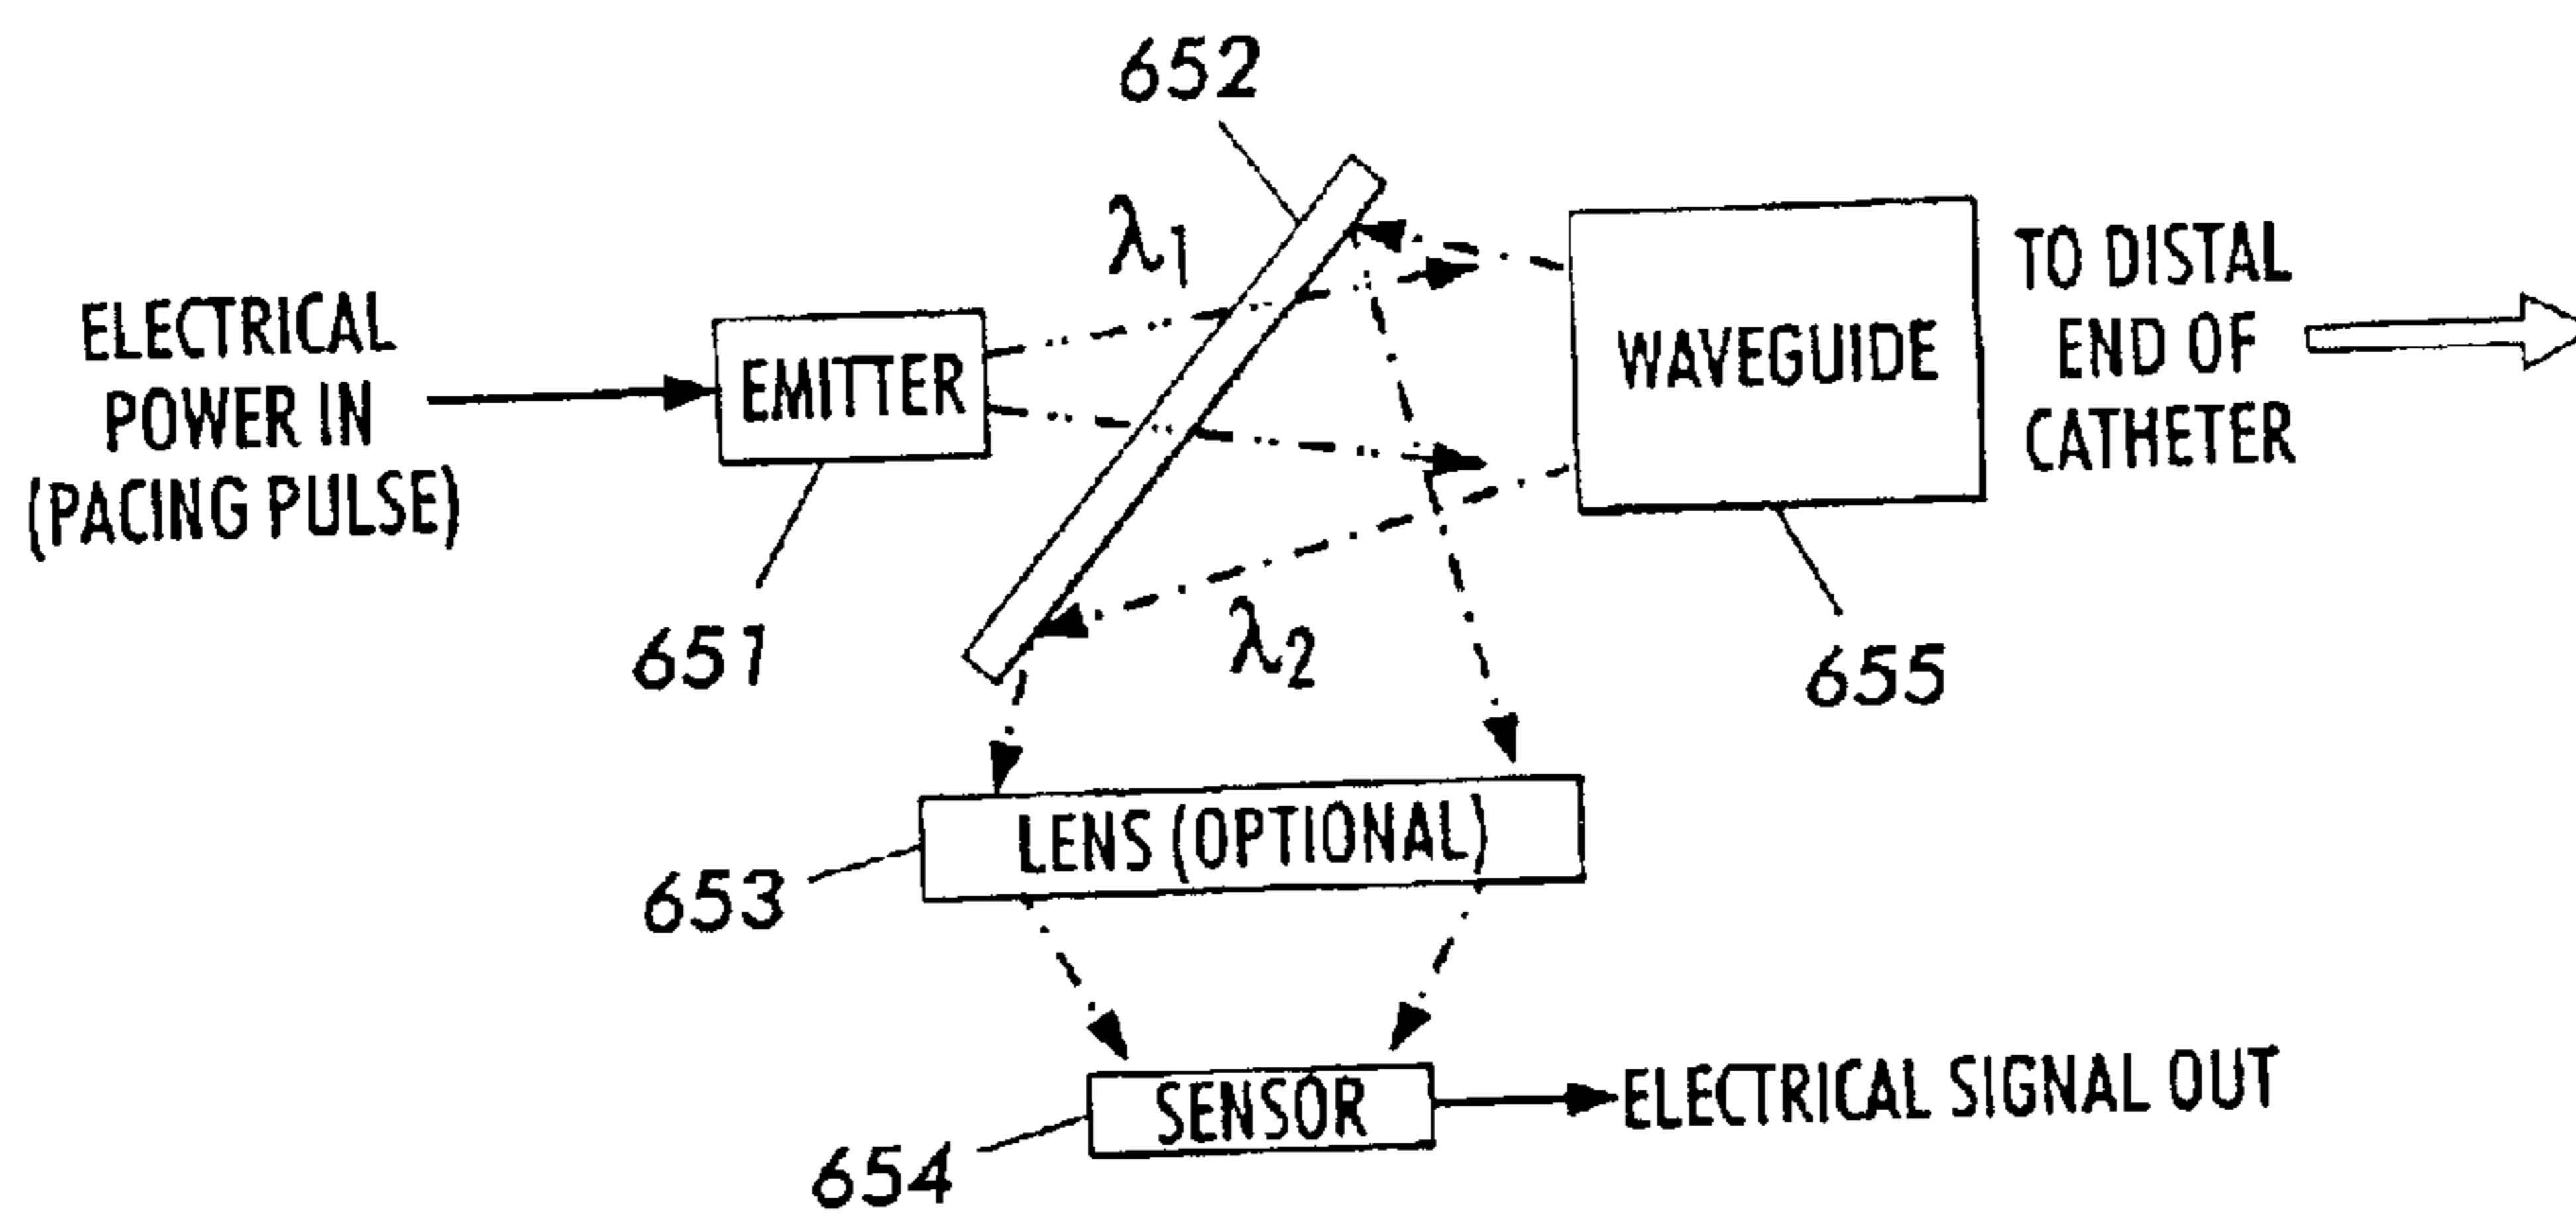 652
λ1
ELECTRICAL
POWER IN
(PACING PULSE)
EMITTER
WAVEGUIDE
TO DISTAL
END OF
CATHETER
651
λ2
655
LENS (OPTIONAL)
653
SENSOR
ELECTRICAL SIGNAL OUT
654